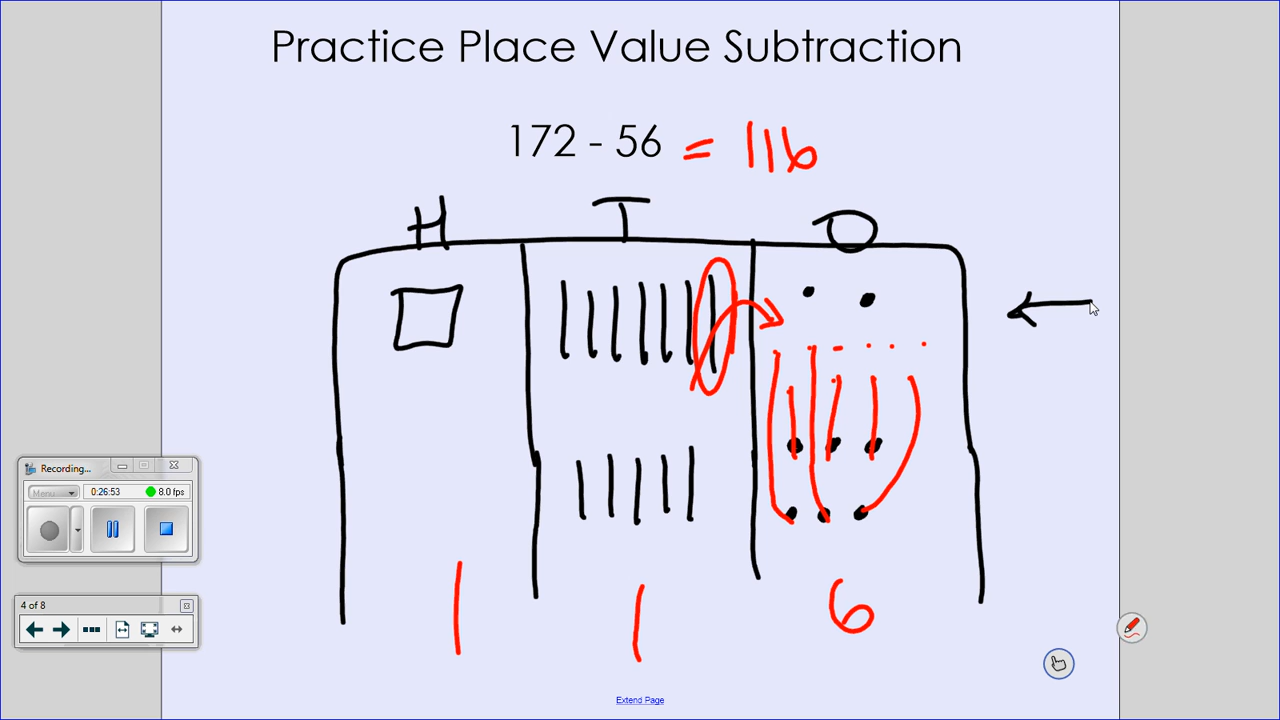 Practice Place Value Subtraction
172 - 56 = 116
H T O
Recording...
Menu
0:26:53 8.0 fps
4 of 8
1 1 6
Extend Page